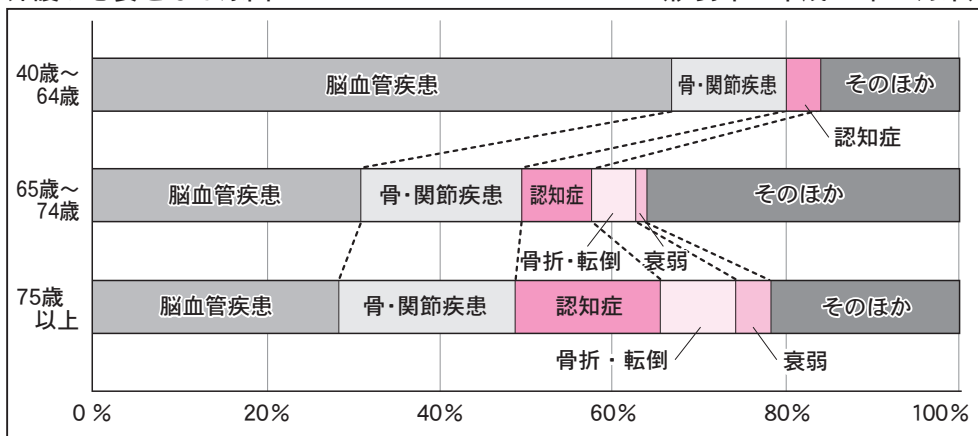 40歳～
64歳
脳血管疾患
骨・関節疾患
そのほか
認知症
65歳～
74歳
脳血管疾患
骨・関節疾患
認知症
そのほか
骨折・転倒
衰弱
75歳
以上
脳血管疾患
骨・関節疾患
認知症
そのほか
骨折・転倒
衰弱
0%
20%
40%
60%
80%
100%